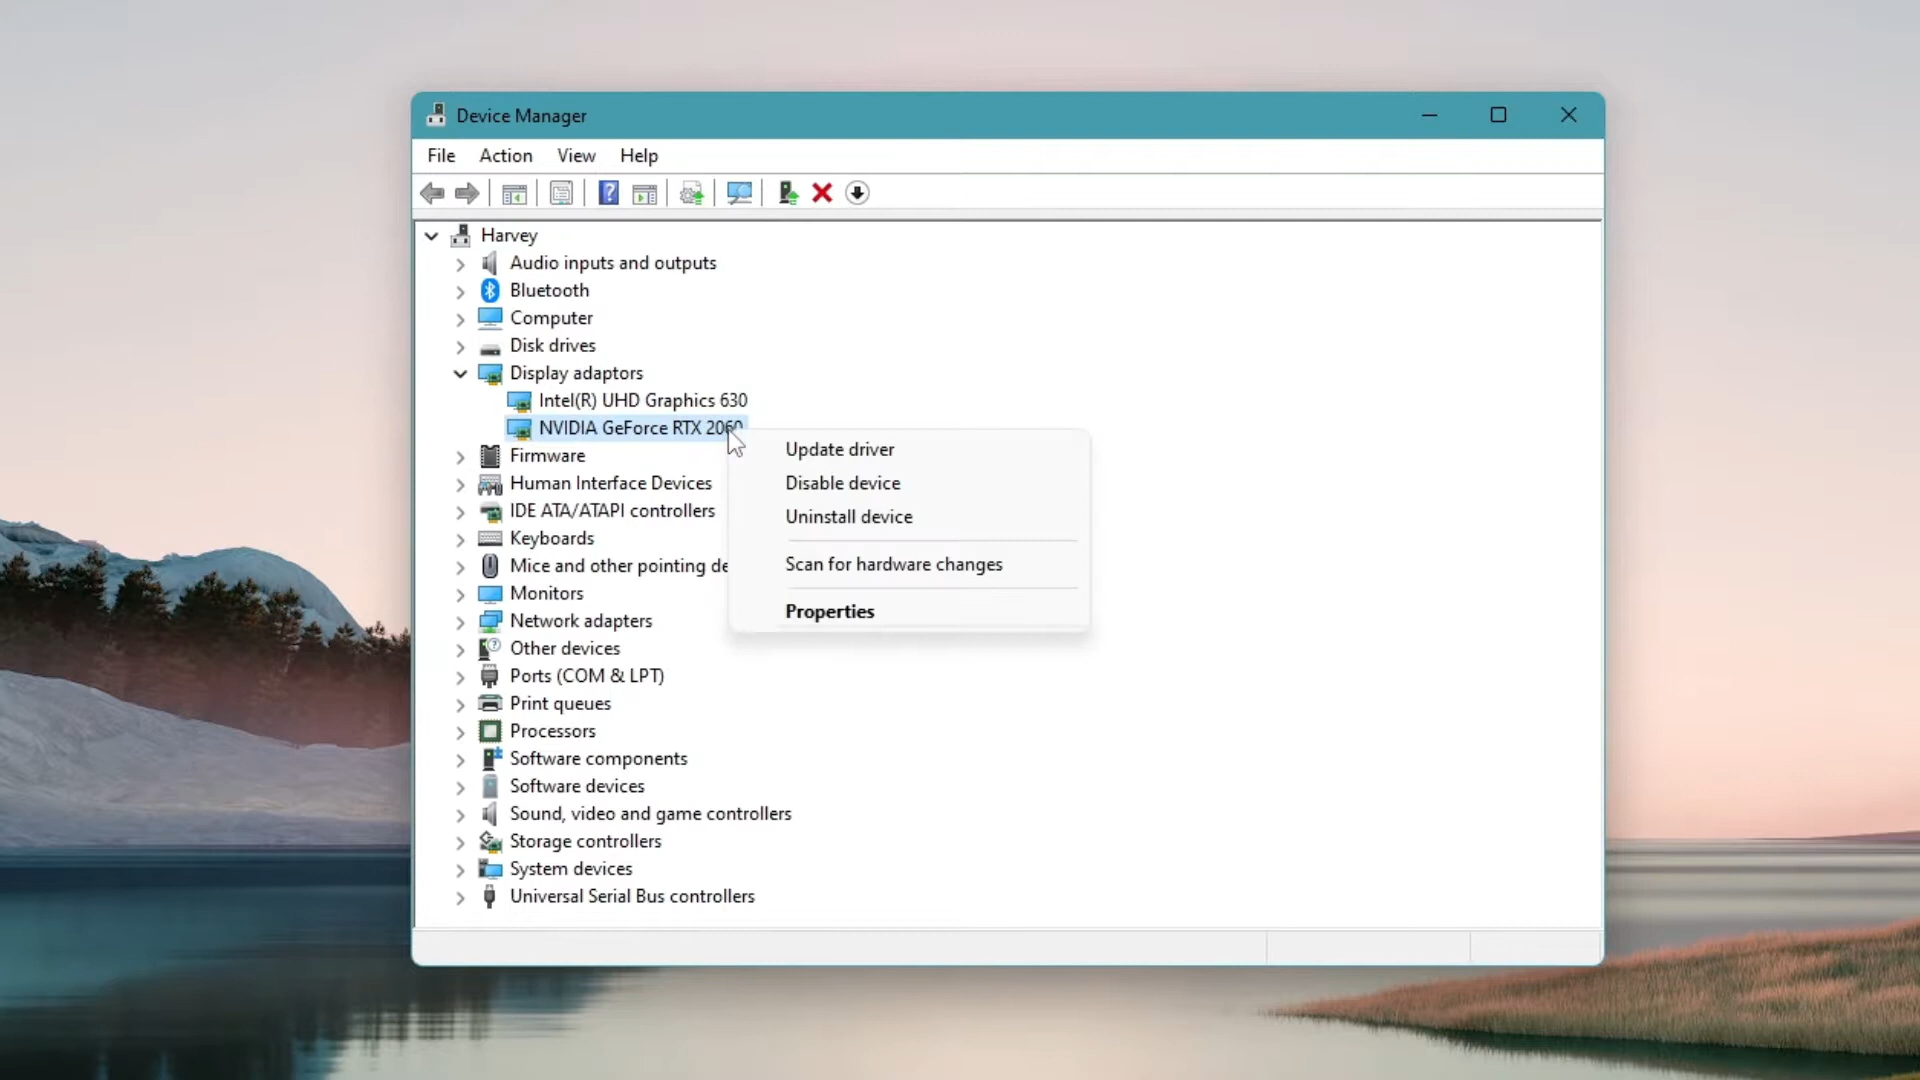 Device Manager
File Action View Help
Harvey
Audio inputs and outputs
Bluetooth
Computer
Disk drives
Display adaptors
Intel(R) UHD Graphics 630
NVIDIA GeForce RTX 2060
Firmware
Human Interface Devices
IDE ATA/ATAPI controllers
Keyboards
Mice and other pointing de
Monitors
Network adapters
Other devices
Ports (COM & LPT)
Print queues
Processors
Software components
Software devices
Sound, video and game controllers
Storage controllers
System devices
Universal Serial Bus controllers
Update driver
Disable device
Uninstall device
Scan for hardware changes
Properties